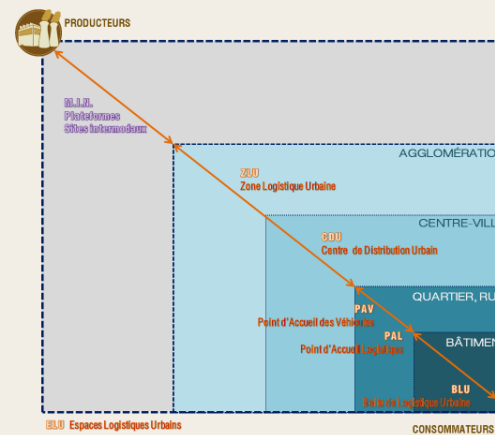 PRODUCTEURS
M.I.N.
Plateformes
Sites intermodaux
AGGLOMÉRATIO
ZLU
Zone Logistique Urbaine
CENTRE-VILL
CDU
Centre de Distribution Urbain
QUARTIER, RU
PAV
Point d'Accueil des Véhicules
PAL
Point d'Accueil Logistique
BÂTIMEN
BLU
Boîte de Logistique Urbaine
ELU Espaces Logistiques Urbains
CONSOMMATEURS